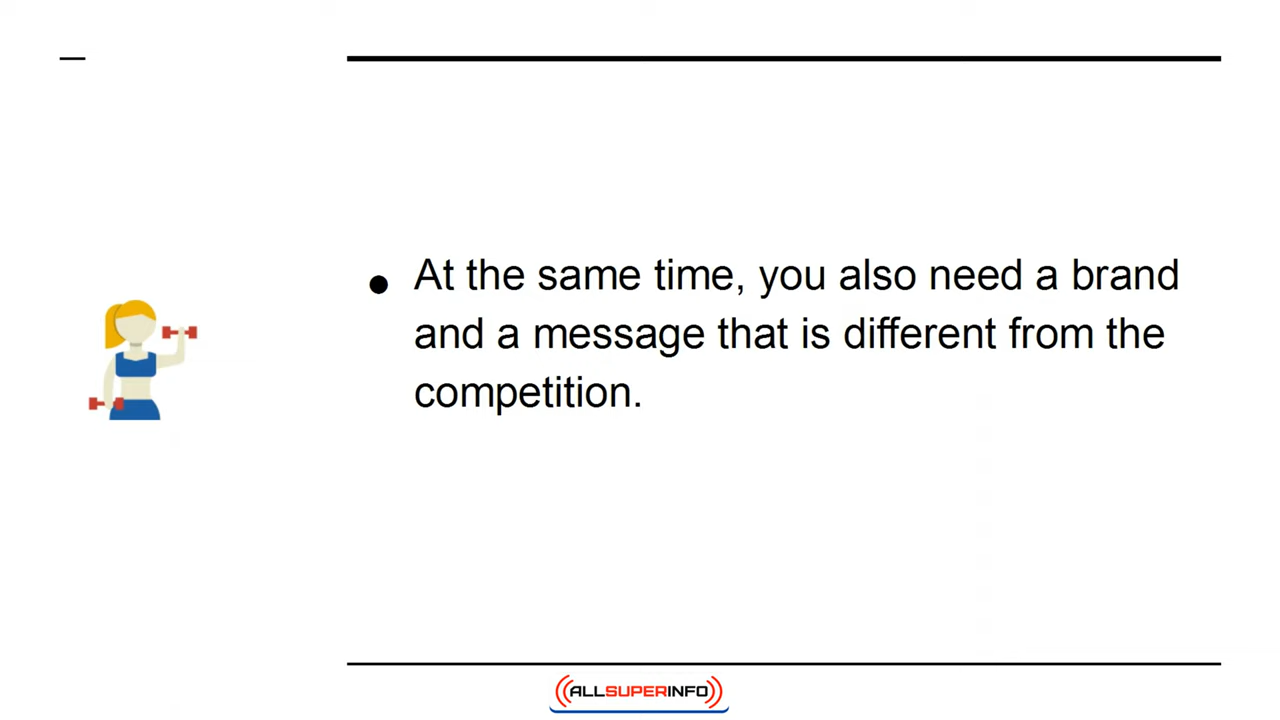 ● At the same time, you also need a brand
and a message that is different from the
competition.
ALLSUPERINFO